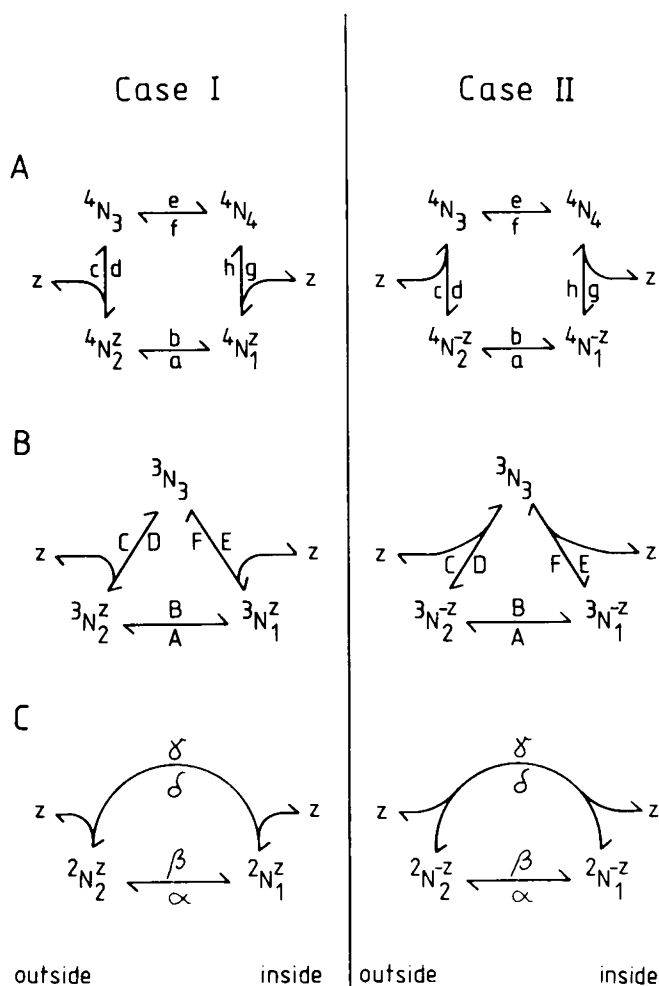 Case I Case II
A
⁴N₃ e f ⁴N₄ ⁴N₃ e f ⁴N₄
z c d h g z z c d h g z
⁴N₂ᶻ b a ⁴N₁ᶻ ⁴N₂⁻ᶻ b a ⁴N₁⁻ᶻ
B
³N₃ ³N₃
z C D F E z z C D F E z
³N₂ᶻ B A ³N₁ᶻ ³N₂⁻ᶻ B A ³N₁⁻ᶻ
C
γ γ
δ δ
z z z z
²N₂ᶻ β α ²N₁ᶻ ²N₂⁻ᶻ β α ²N₁⁻ᶻ
outside inside outside inside